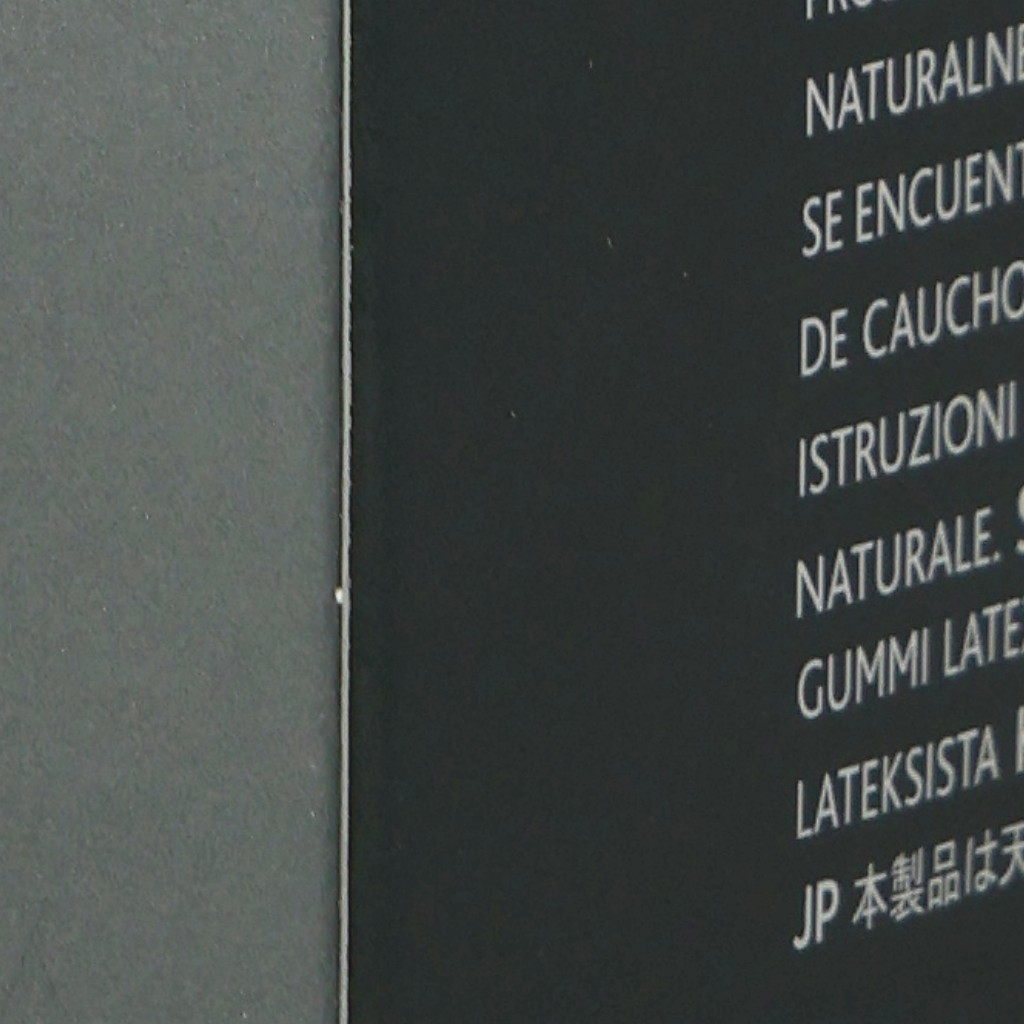 NATURALNE
SE ENCUENT
DE CAUCHO
ISTRUZIONI
NATURALE.
GUMMI LATE
LATEKSISTA
JP 本製品は天